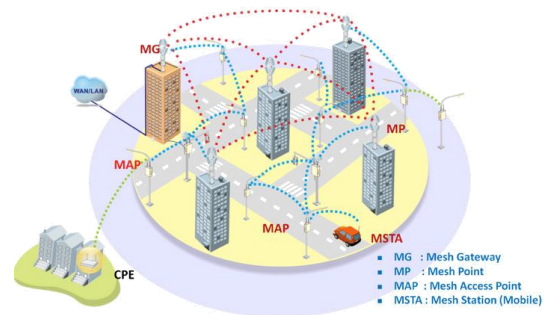 MG
WAN/LAN
MP
MAP
MAP
MSTA
CPE
▪ MG : Mesh Gateway
▪ MP : Mesh Point
▪ MAP : Mesh Access Point
▪ MSTA : Mesh Station (Mobile)